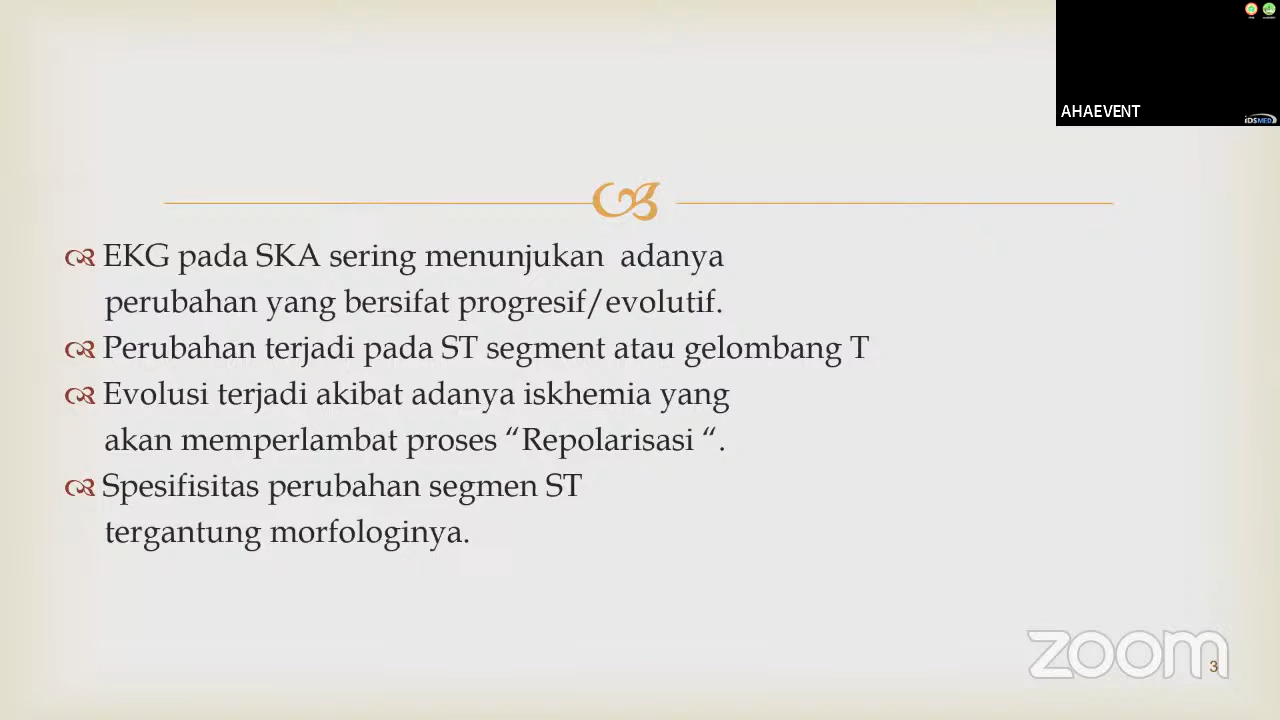 AHAEVENT
iDSMED
EKG pada SKA sering menunjukan adanya
perubahan yang bersifat progresif/evolutif.
Perubahan terjadi pada ST segment atau gelombang T
Evolusi terjadi akibat adanya iskhemia yang
akan memperlambat proses “Repolarisasi “.
Spesifisitas perubahan segmen ST
tergantung morfologinya.
zoom
3